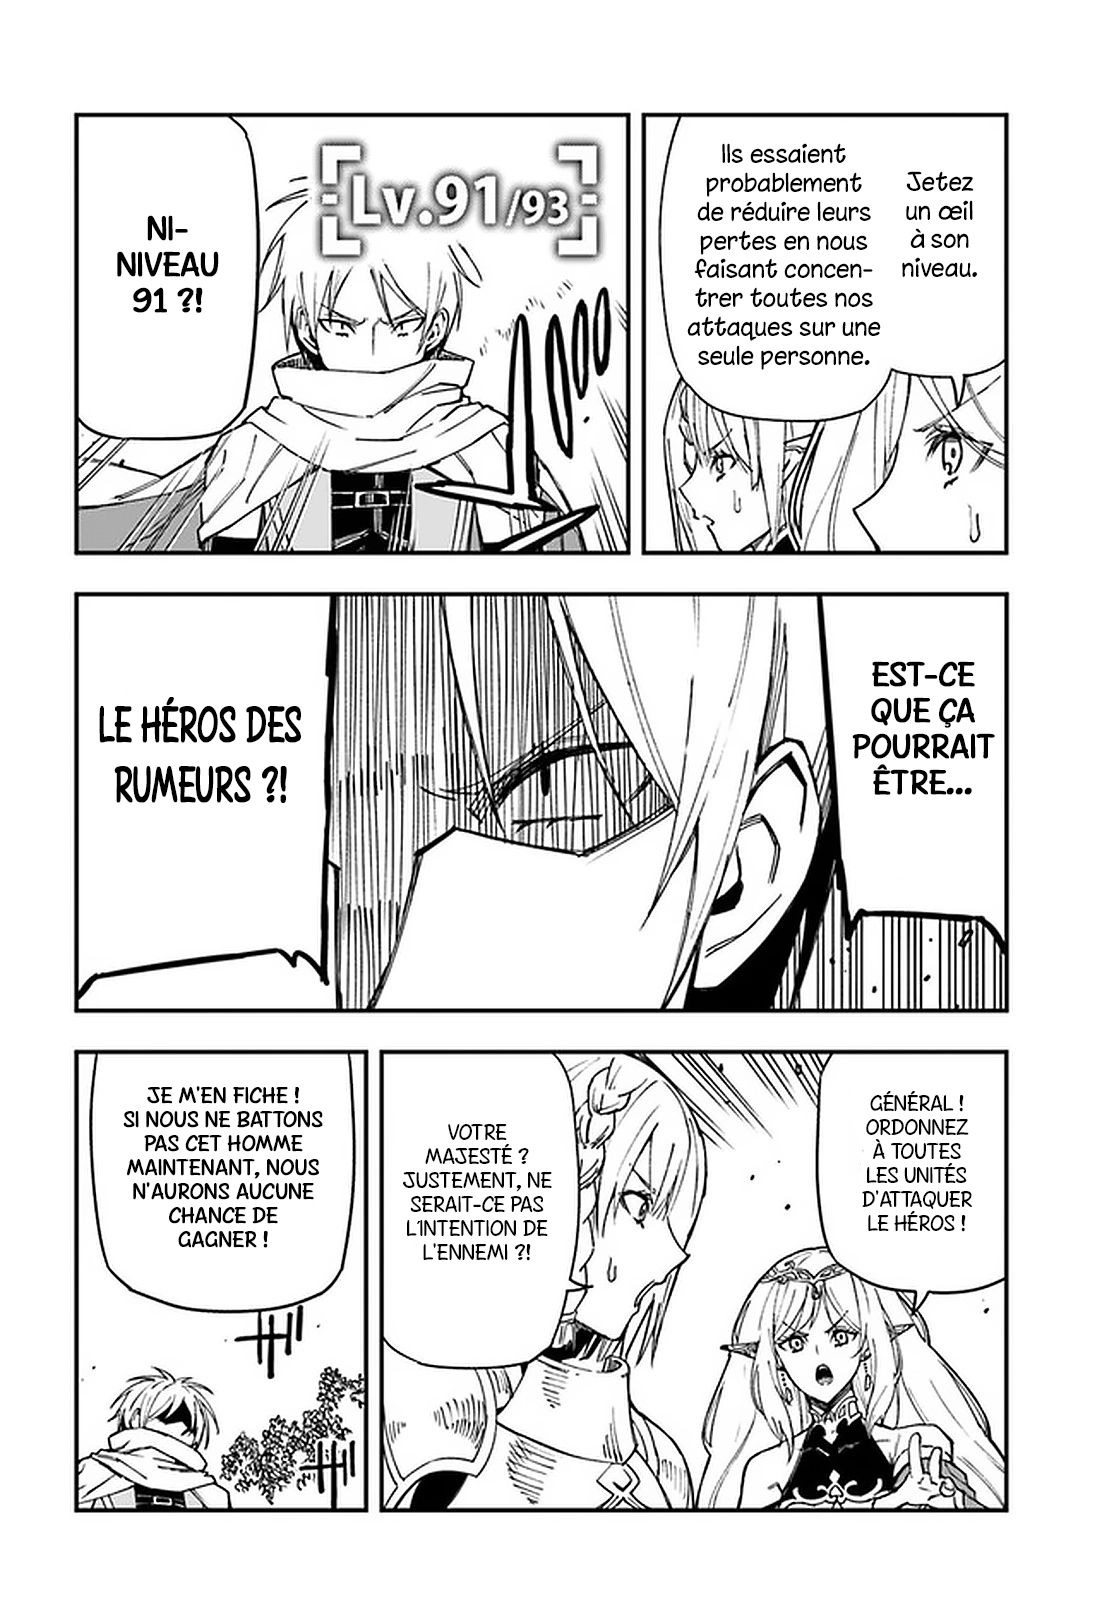 Jetez
un œil
à son
niveau.
Ils essaient
probablement
de réduire leurs
pertes en nous
faisant concen-
trer toutes nos
attaques sur une
seule personne.
Lv.91/93
NI-
NIVEAU
91 ?!
EST-CE
QUE ÇA
POURRAIT
ÊTRE...
LE HÉROS DES
RUMEURS ?!
GÉNÉRAL !
ORDONNEZ
À TOUTES
LES UNITÉS
D'ATTAQUER
LE HÉROS !
VOTRE
MAJESTÉ ?
JUSTEMENT, NE
SERAIT-CE PAS
L'INTENTION DE
L'ENNEMI ?!
JE M'EN FICHE !
SI NOUS NE BATTONS
PAS CET HOMME
MAINTENANT, NOUS
N'AURONS AUCUNE
CHANCE DE
GAGNER !